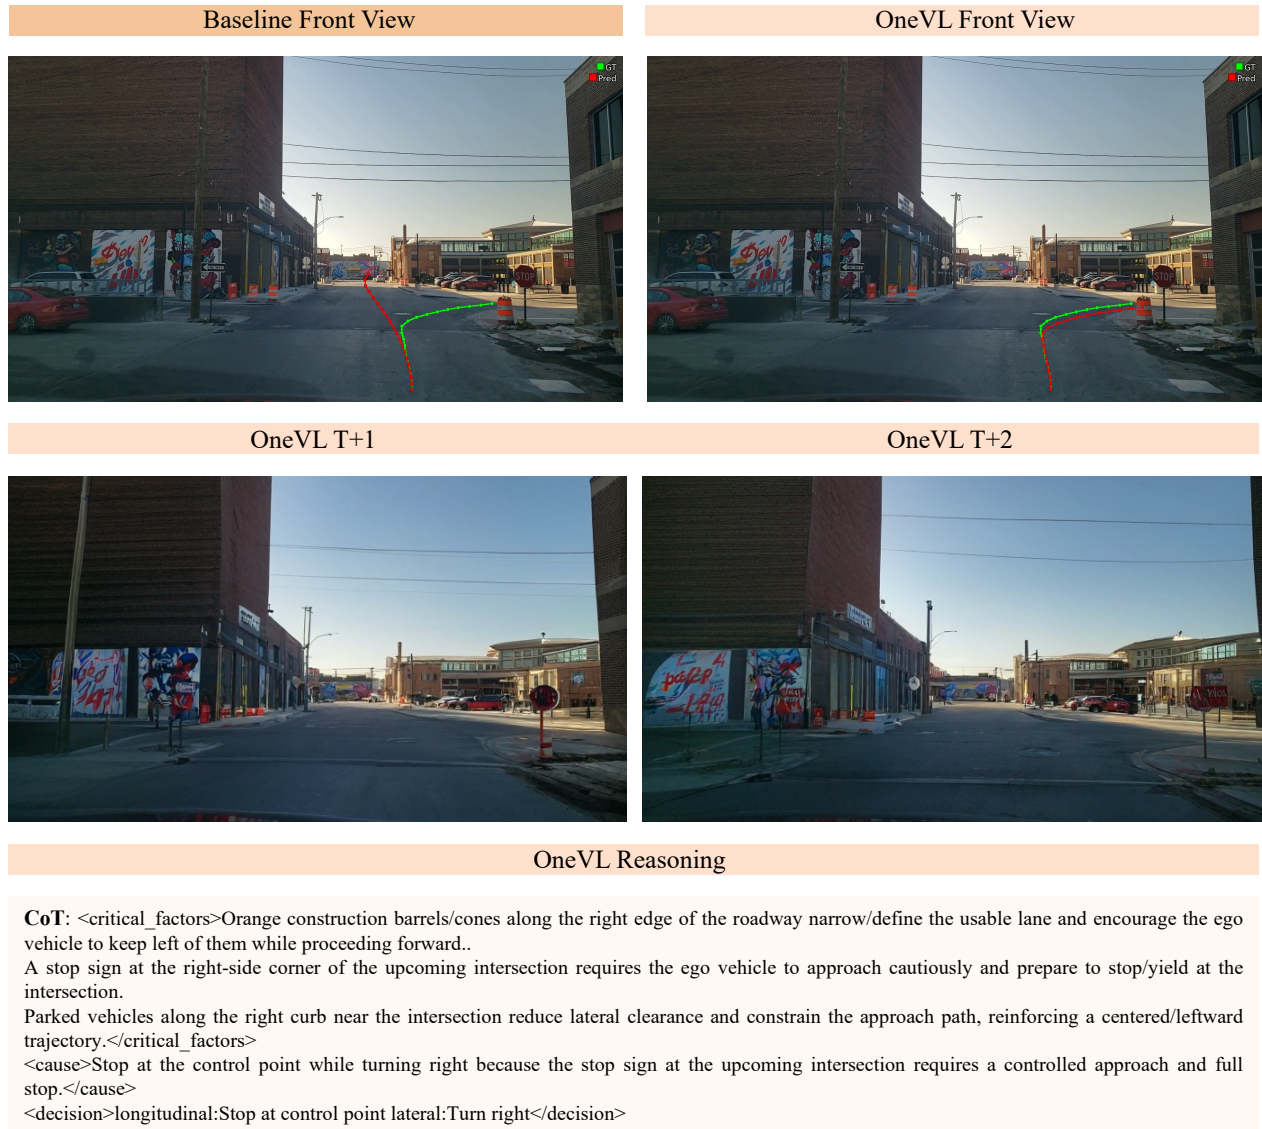 Baseline Front View
OneVL Front View
GT
Pred
GT
Pred
STOP
STOP
OneVL T+1
OneVL T+2
OneVL Reasoning
CoT: <critical_factors>Orange construction barrels/cones along the right edge of the roadway narrow/define the usable lane and encourage the ego
vehicle to keep left of them while proceeding forward..
A stop sign at the right-side corner of the upcoming intersection requires the ego vehicle to approach cautiously and prepare to stop/yield at the
intersection.
Parked vehicles along the right curb near the intersection reduce lateral clearance and constrain the approach path, reinforcing a centered/leftward
trajectory.</critical_factors>
<cause>Stop at the control point while turning right because the stop sign at the upcoming intersection requires a controlled approach and full
stop.</cause>
<decision>longitudinal:Stop at control point lateral:Turn right</decision>